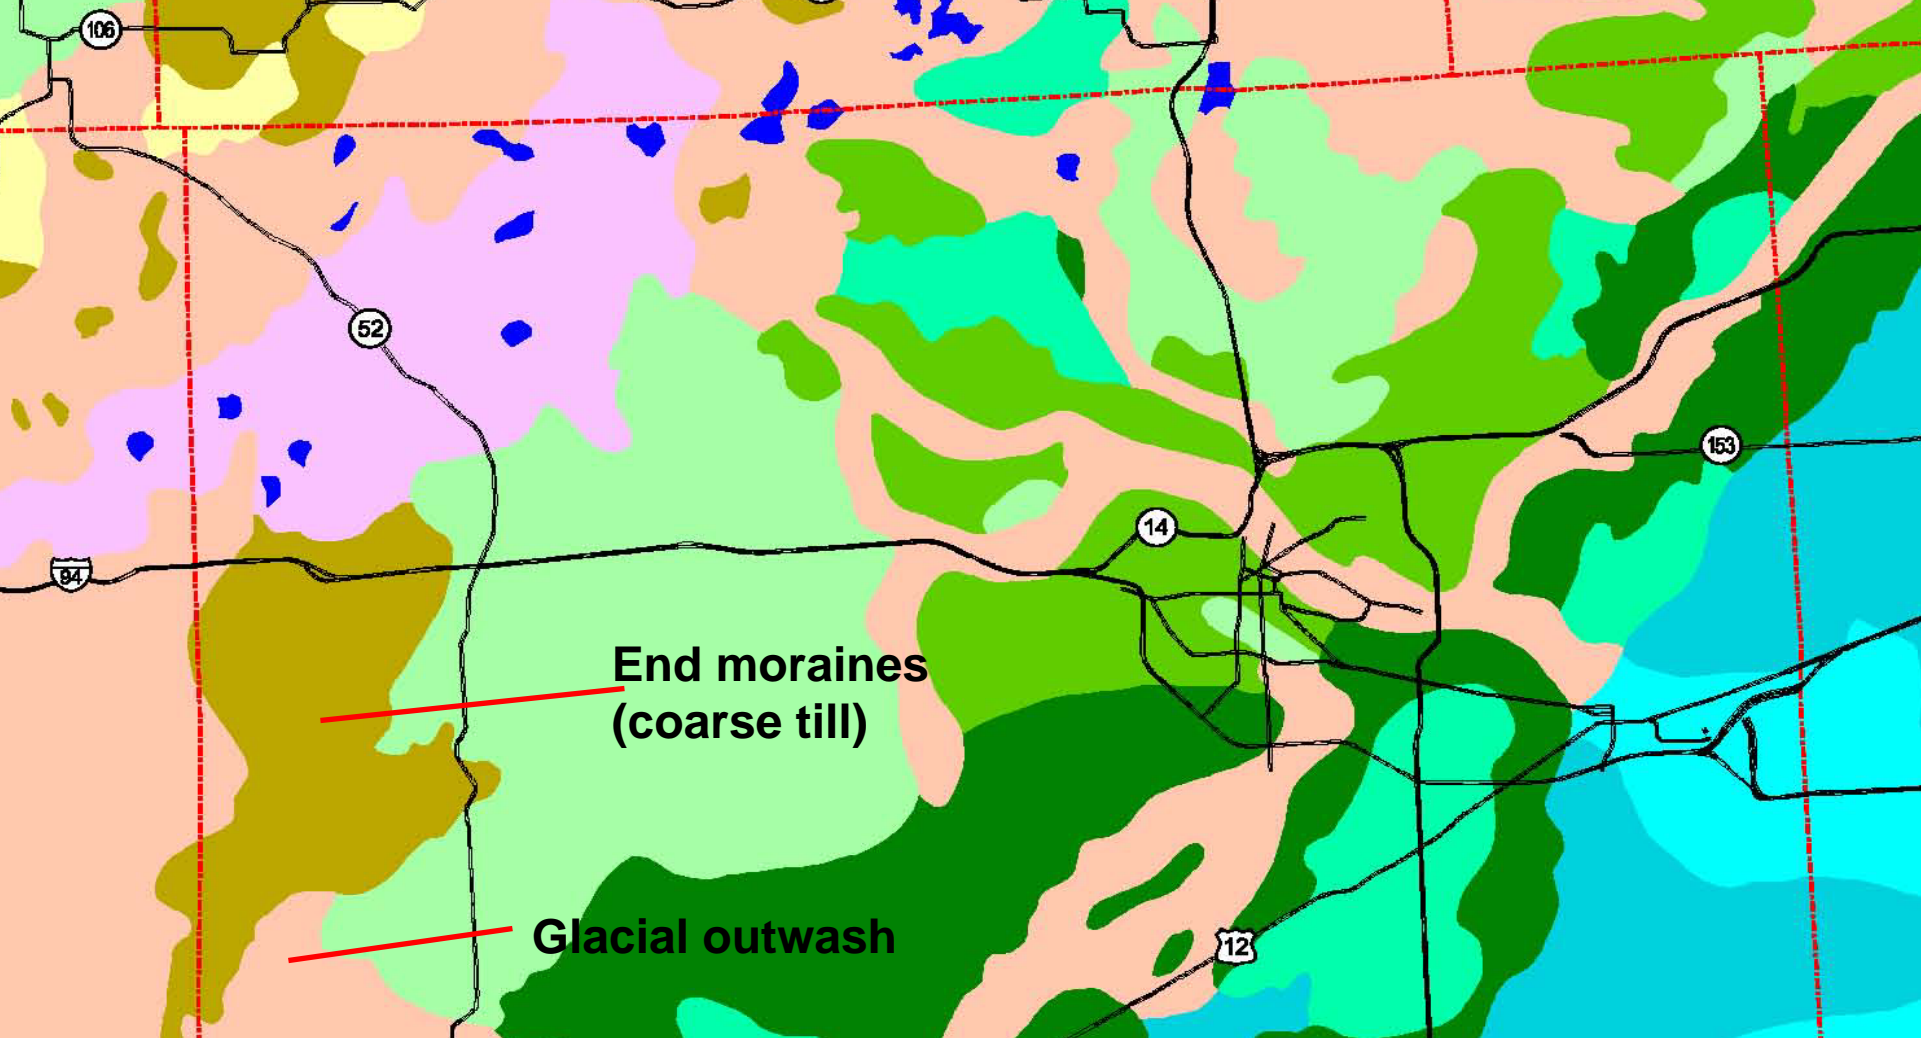 106
52
153
14
94
End moraines
(coarse till)
Glacial outwash
12